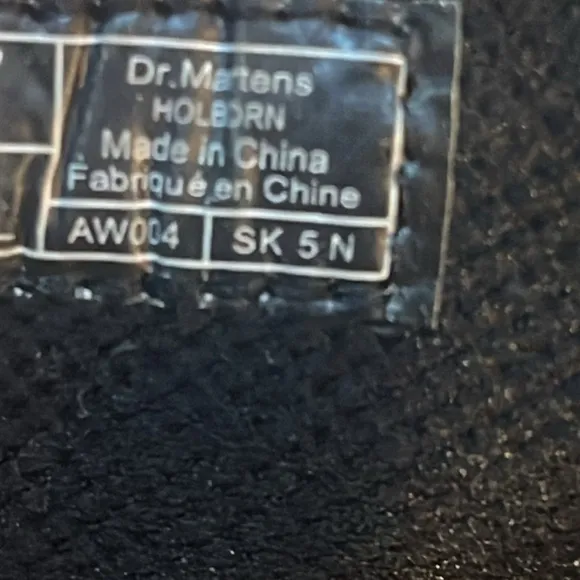 Dr.Martens
HOLBORN
Made in China
Fabriqué en Chine
AW004
SK 5 N